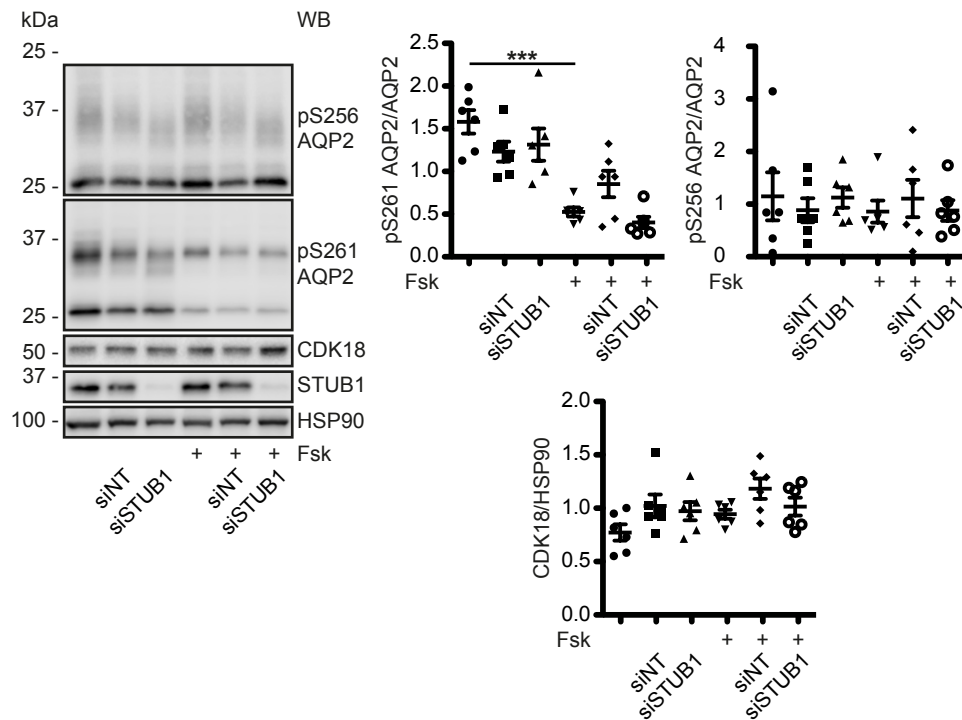 kDa WB
25 -
37 -
pS256
AQP2
25 -
37 -
pS261
AQP2
25 -
50 - CDK18
37 - STUB1
100 - HSP90
+ + + Fsk
siNT siSTUB1 siNT siSTUB1
pS261 AQP2/AQP2
2.5
2.0
1.5
1.0
0.5
0.0
***
Fsk + + +
siNT siSTUB1 siNT siSTUB1
pS256 AQP2/AQP2
4
3
2
1
0
Fsk + + +
siNT siSTUB1 siNT siSTUB1
CDK18/HSP90
2.0
1.5
1.0
0.5
0.0
Fsk + + +
siNT siSTUB1 siNT siSTUB1